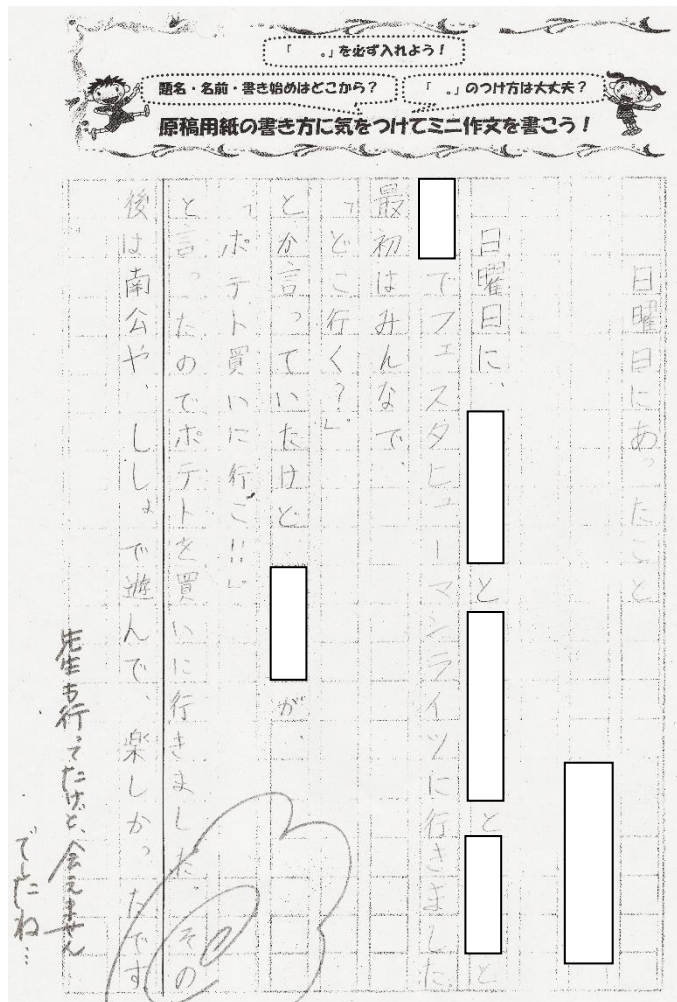 「　　。」を必ず入れよう！
題名・名前・書き始めはどこから？
「　。」のつけ方は大丈夫？
原稿用紙の書き方に気をつけてミニ作文を書こう！
日曜日にあったこと
日曜日に、とと
でフェスタヒューマンライツに行きました
最初はみんなで、
「どこ行く？」
とか言っていたけど が、
「ポテト買いに行こ!!」
と言ったのでポテトを買いに行きました。その
後は南公や、ししょで遊んで、楽しかったです
先生も行ってたけど、会えません
でしたね…